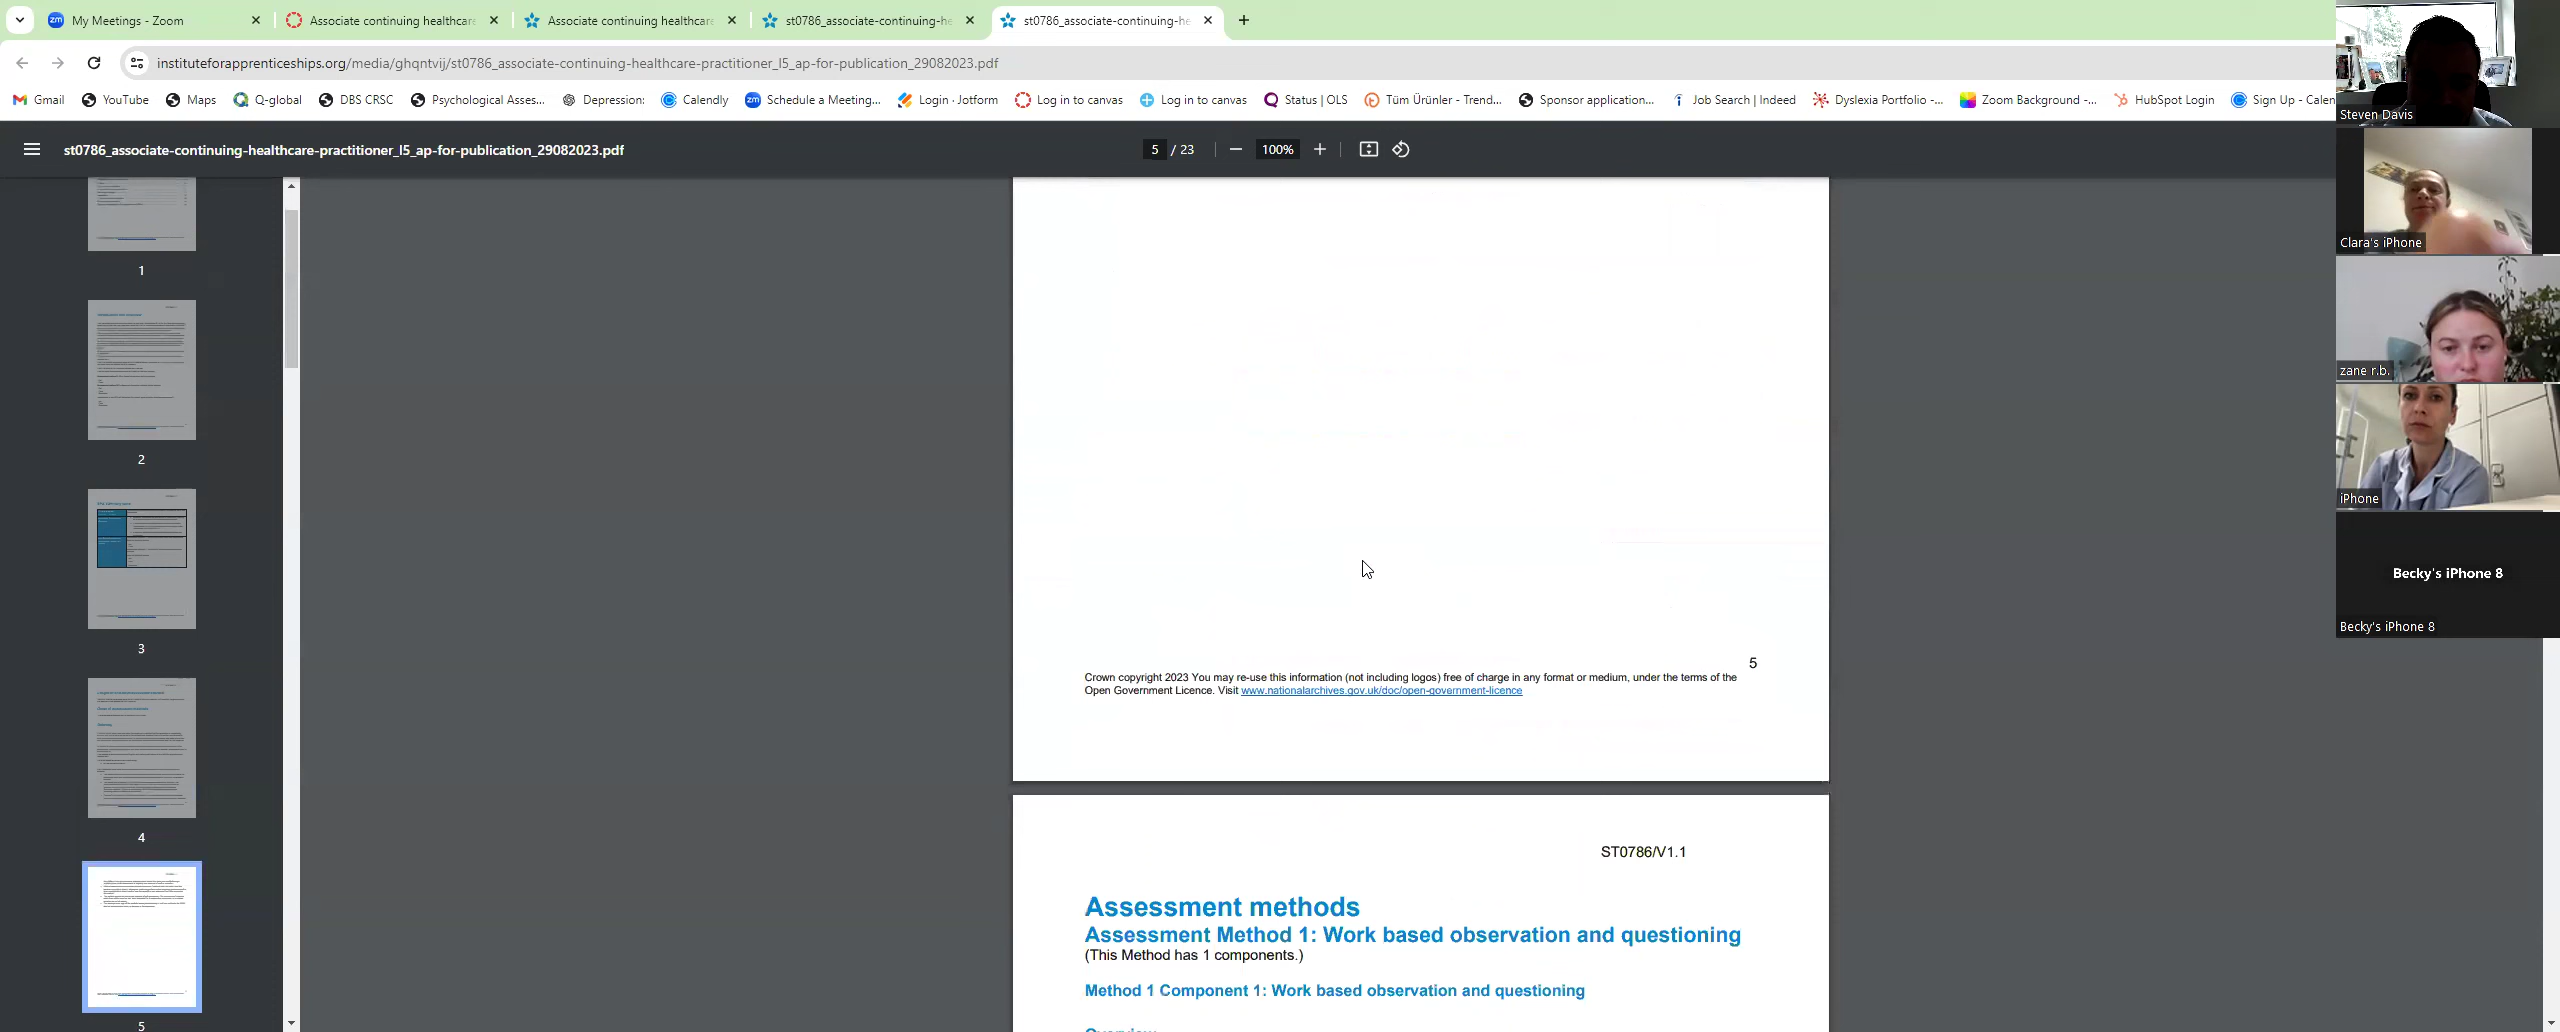 My Meetings - Zoom
Associate continuing healthcare
Associate continuing healthcare
st0786_associate-continuing-he
st0786_associate-continuing-he
instituteforapprenticeships.org/media/ghqntvij/st0786_associate-continuing-healthcare-practitioner_l5_ap-for-publication_29082023.pdf
Gmail
YouTube
Maps
Q-global
DBS CRSC
Psychological Asses...
Depression:
Calendly
Schedule a Meeting...
Login · Jotform
Log in to canvas
Log in to canvas
Status | OLS
Tüm Ürünler - Trend...
Sponsor application...
Job Search | Indeed
Dyslexia Portfolio -...
Zoom Background -...
HubSpot Login
Sign Up - Calen
st0786_associate-continuing-healthcare-practitioner_l5_ap-for-publication_29082023.pdf
5 / 23
100%
1
2
3
4
5
5
Crown copyright 2023 You may re-use this information (not including logos) free of charge in any format or medium, under the terms of the
Open Government Licence. Visit www.nationalarchives.gov.uk/doc/open-government-licence
ST0786/V1.1
Assessment methods
Assessment Method 1: Work based observation and questioning
(This Method has 1 components.)
Method 1 Component 1: Work based observation and questioning
Overview
Steven Davis
Clara's iPhone
zane r.b.
iPhone
Becky's iPhone 8
Becky's iPhone 8